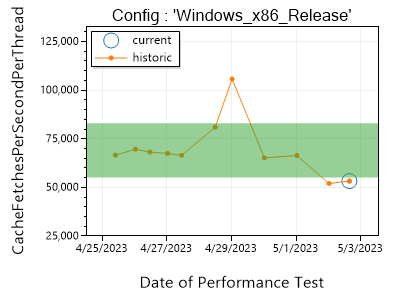 Config : 'Windows_x86_Release'
CacheFetchesPerSecondPerThread
125,000
100,000
75,000
50,000
25,000
current
historic
4/25/2023
4/27/2023
4/29/2023
5/1/2023
5/3/2023
Date of Performance Test